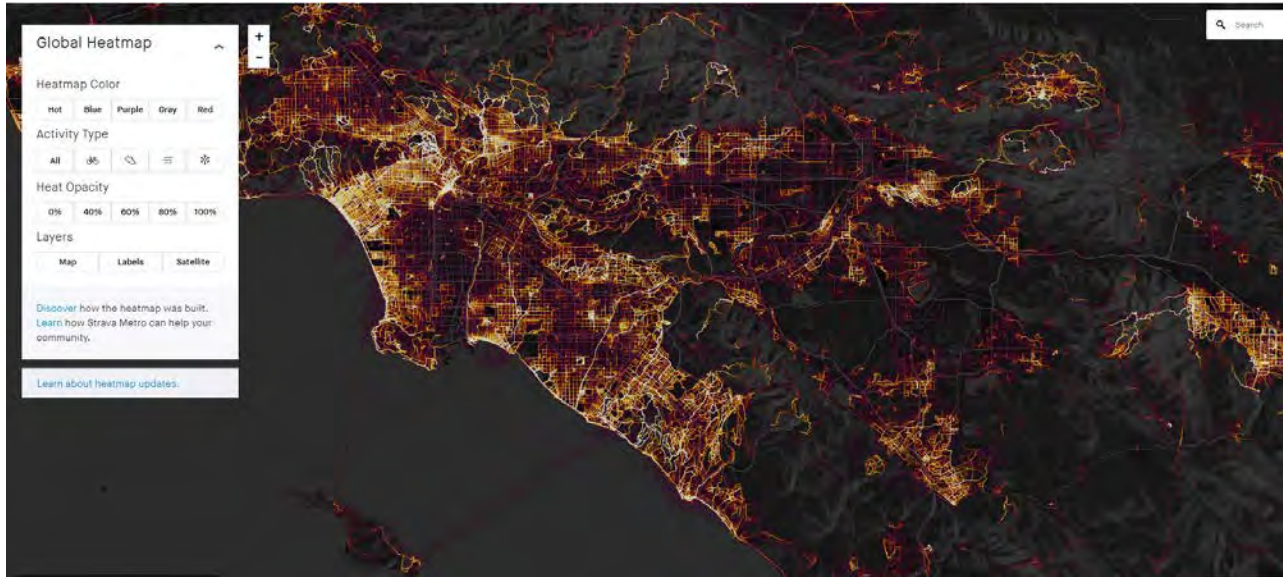 Global Heatmap
+
-
Search
Heatmap Color
Hot Blue Purple Gray Red
Activity Type
All
Heat Opacity
0% 40% 60% 80% 100%
Layers
Map Labels Satellite
Discover how the heatmap was built.
Learn how Strava Metro can help your
community.
Learn about heatmap updates.